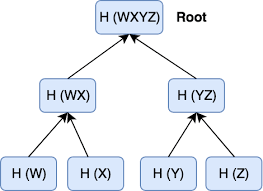 H (WXYZ) Root
H (WX) H (YZ)
H (W) H (X) H (Y) H (Z)